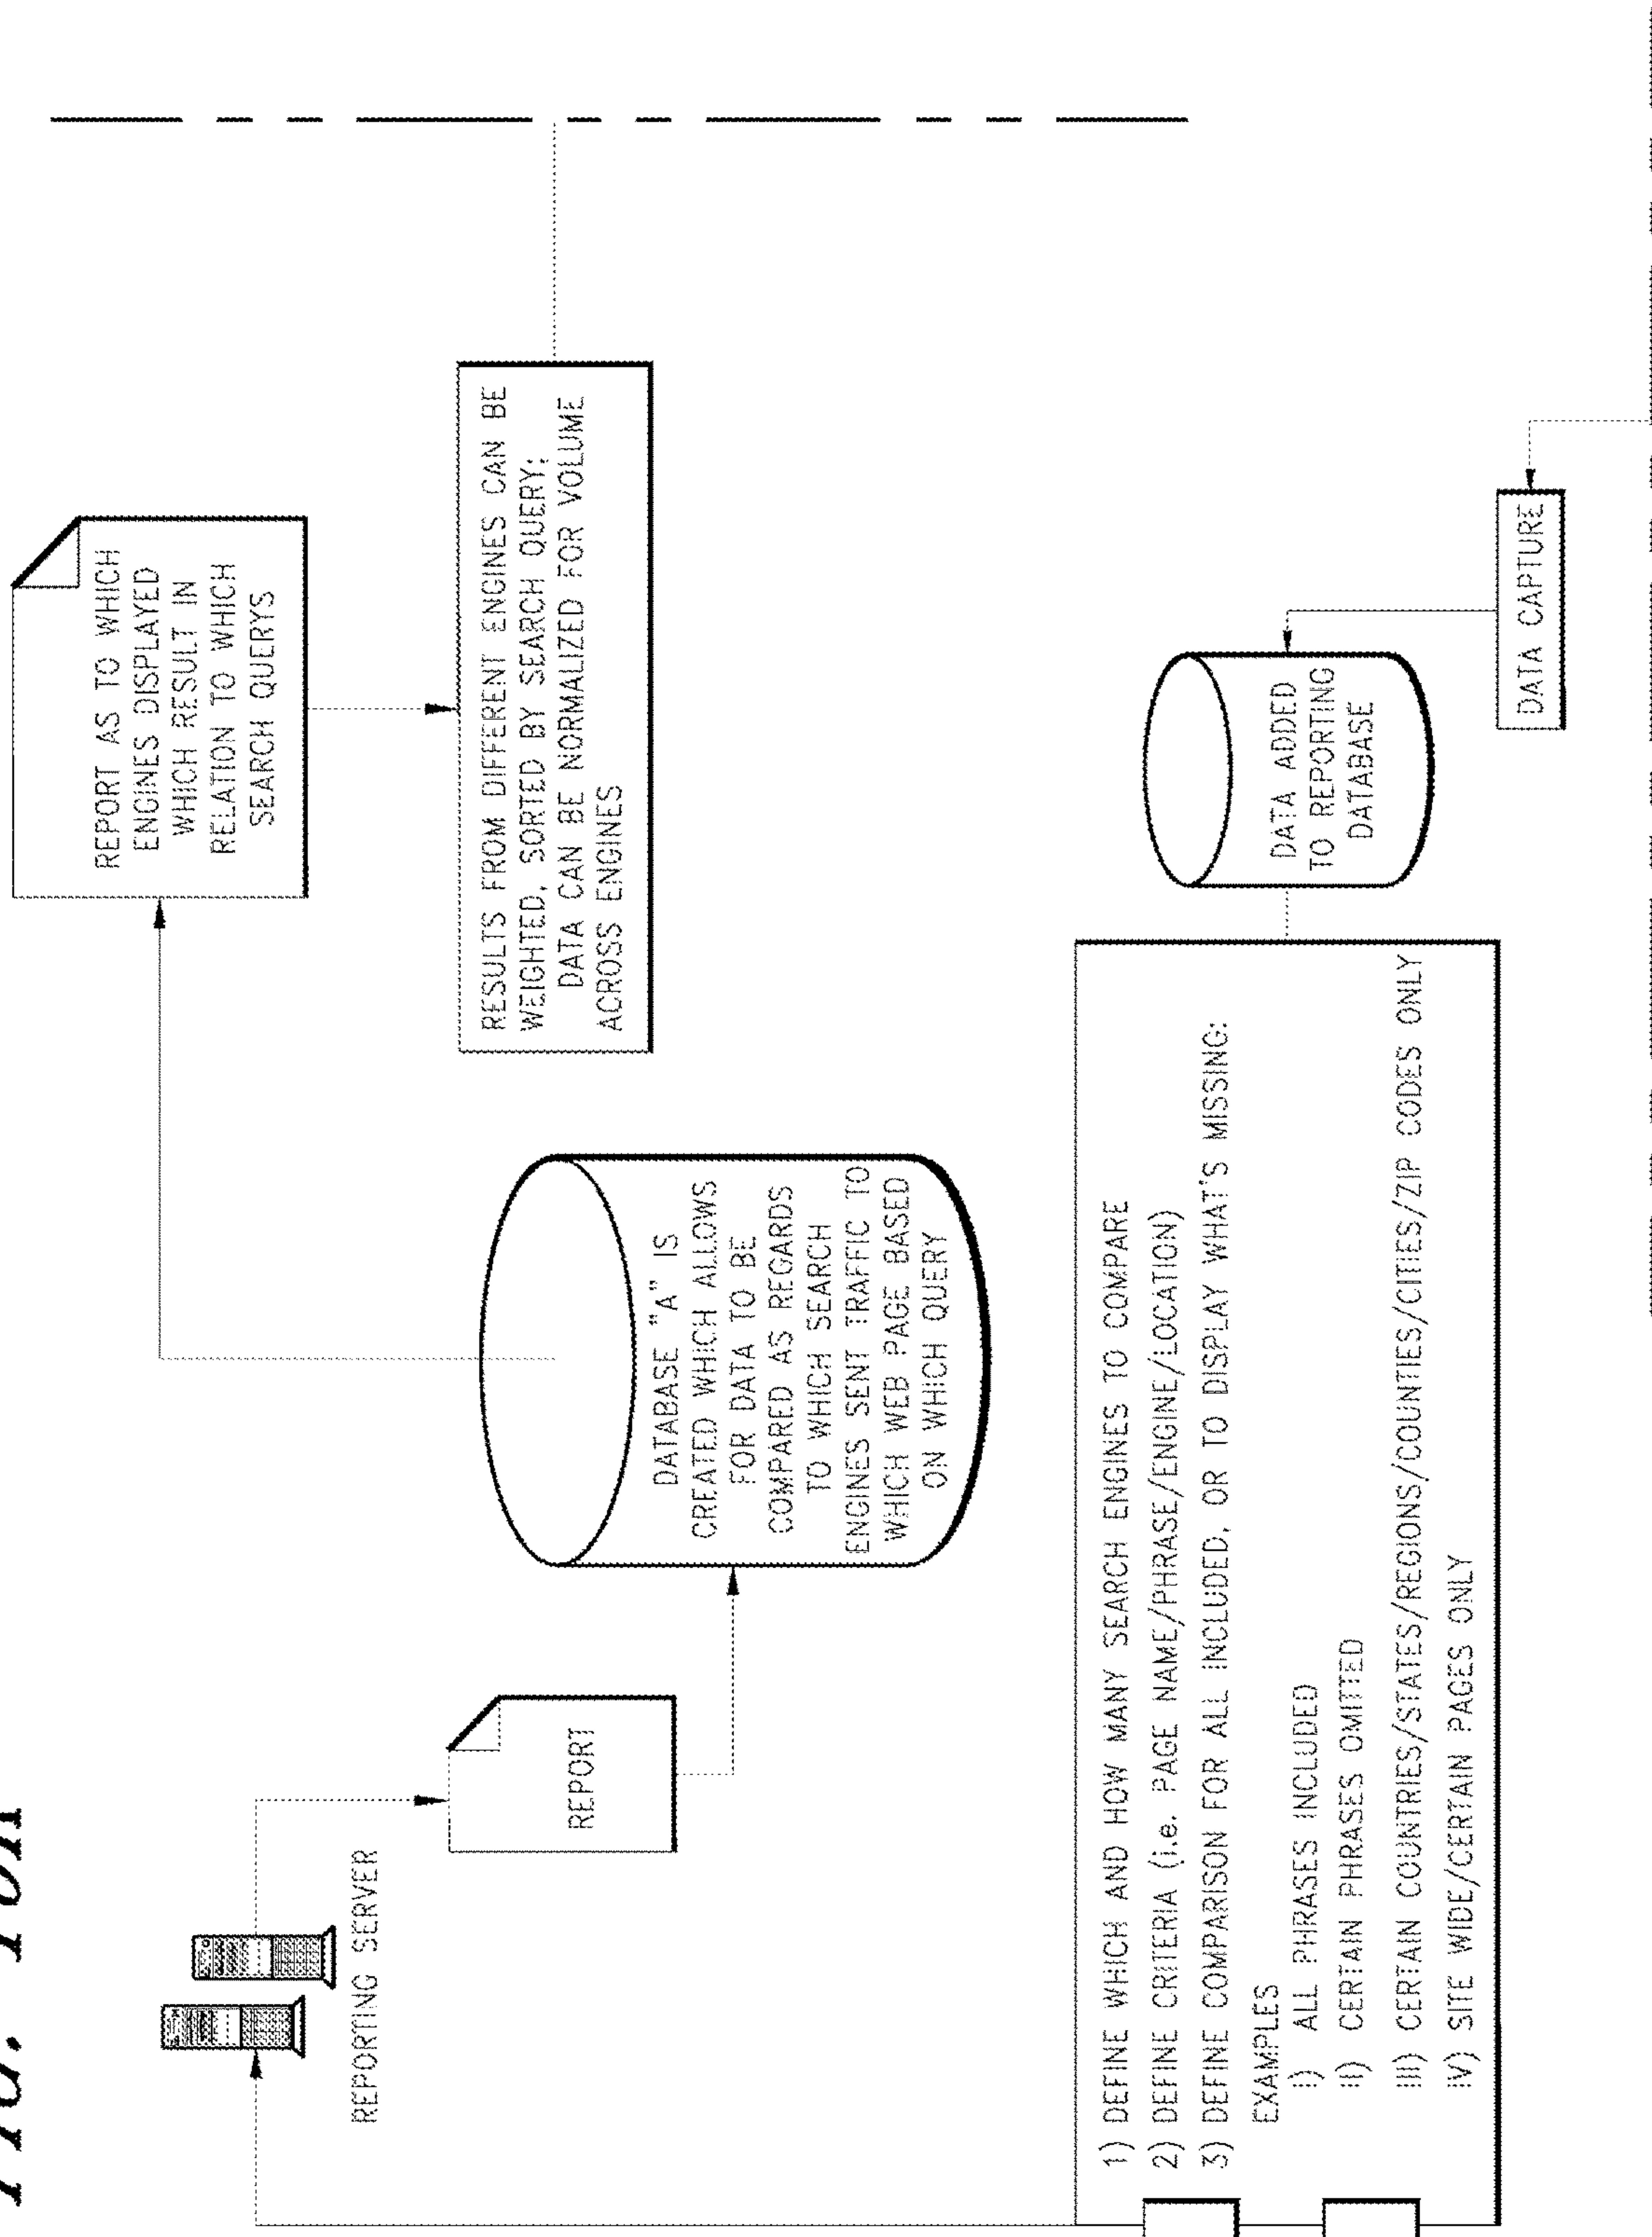 REPORTING SERVER
REPORT
DATABASE "A" IS
CREATED WHICH ALLOWS
FOR DATA TO BE
COMPARED AS REGARDS
TO WHICH SEARCH
ENGINES SENT TRAFFIC TO
WHICH WEB PAGE BASED
ON WHICH QUERY
REPORT AS TO WHICH
ENGINES DISPLAYED
WHICH RESULT IN
RELATION TO WHICH
SEARCH QUERYS
RESULTS FROM DIFFERENT ENGINES CAN BE
WEIGHTED, SORTED BY SEARCH QUERY;
DATA CAN BE NORMALIZED FOR VOLUME
ACROSS ENGINES
1) DEFINE WHICH AND HOW MANY SEARCH ENGINES TO COMPARE
2) DEFINE CRITERIA (i.e. PAGE NAME/PHRASE/ENGINE/LOCATION)
3) DEFINE COMPARISON FOR ALL INCLUDED, OR TO DISPLAY WHAT'S MISSING:
EXAMPLES
I) ALL PHRASES INCLUDED
II) CERTAIN PHRASES OMITTED
III) CERTAIN COUNTRIES/STATES/REGIONS/COUNTIES/CITIES/ZIP CODES ONLY
IV) SITE WIDE/CERTAIN PAGES ONLY
DATA ADDED
TO REPORTING
DATABASE
DATA CAPTURE